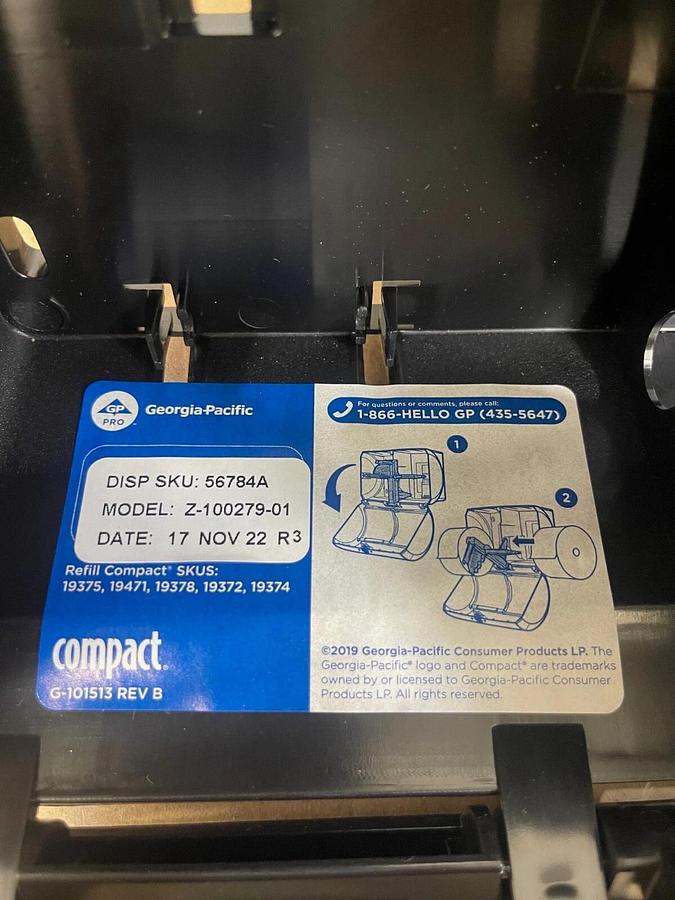 GP
PRO
Georgia-Pacific
DISP SKU: 56784A
MODEL: Z-100279-01
DATE: 17 NOV 22 R3
Refill Compact® SKUS:
19375, 19471, 19378, 19372, 19374
compact®
G-101513 REV B
For questions or comments, please call:
1-866-HELLO GP (435-5647)
1
2
©2019 Georgia-Pacific Consumer Products LP. The
Georgia-Pacific® logo and Compact® are trademarks
owned by or licensed to Georgia-Pacific Consumer
Products LP. All rights reserved.